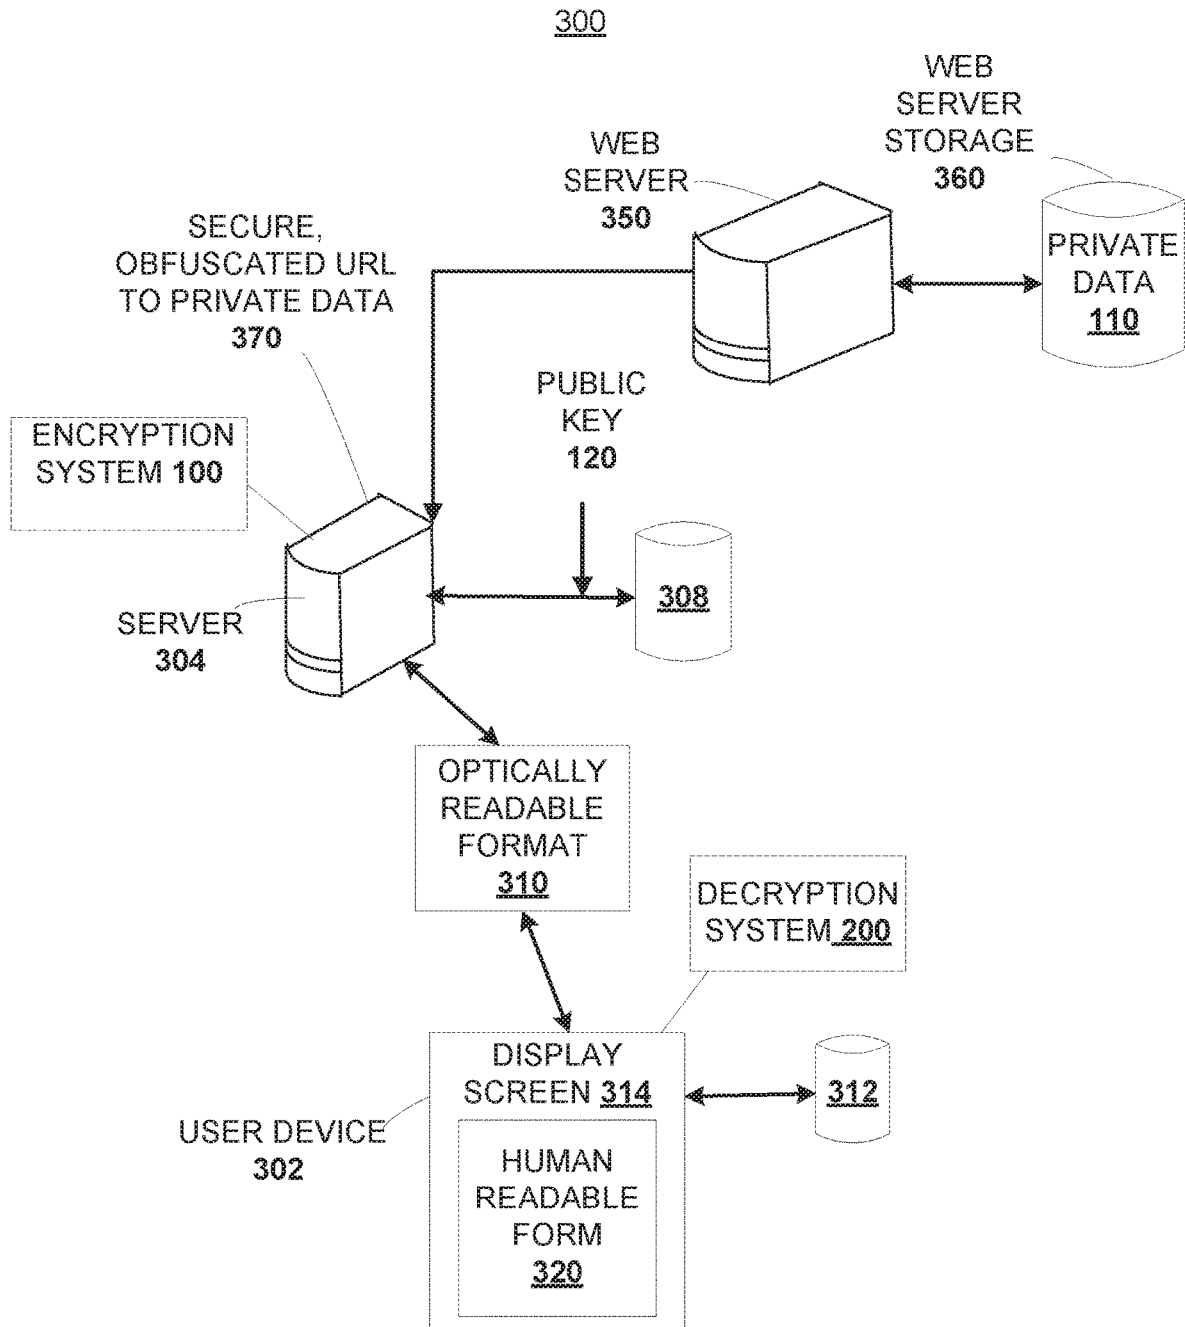 300
WEB
SERVER
STORAGE
360
WEB
SERVER
350
PRIVATE
DATA
110
SECURE,
OBFUSCATED URL
TO PRIVATE DATA
370
PUBLIC
KEY
120
ENCRYPTION
SYSTEM 100
308
SERVER
304
OPTICALLY
READABLE
FORMAT
310
DECRYPTION
SYSTEM 200
DISPLAY
SCREEN 314
312
USER DEVICE
302
HUMAN
READABLE
FORM
320